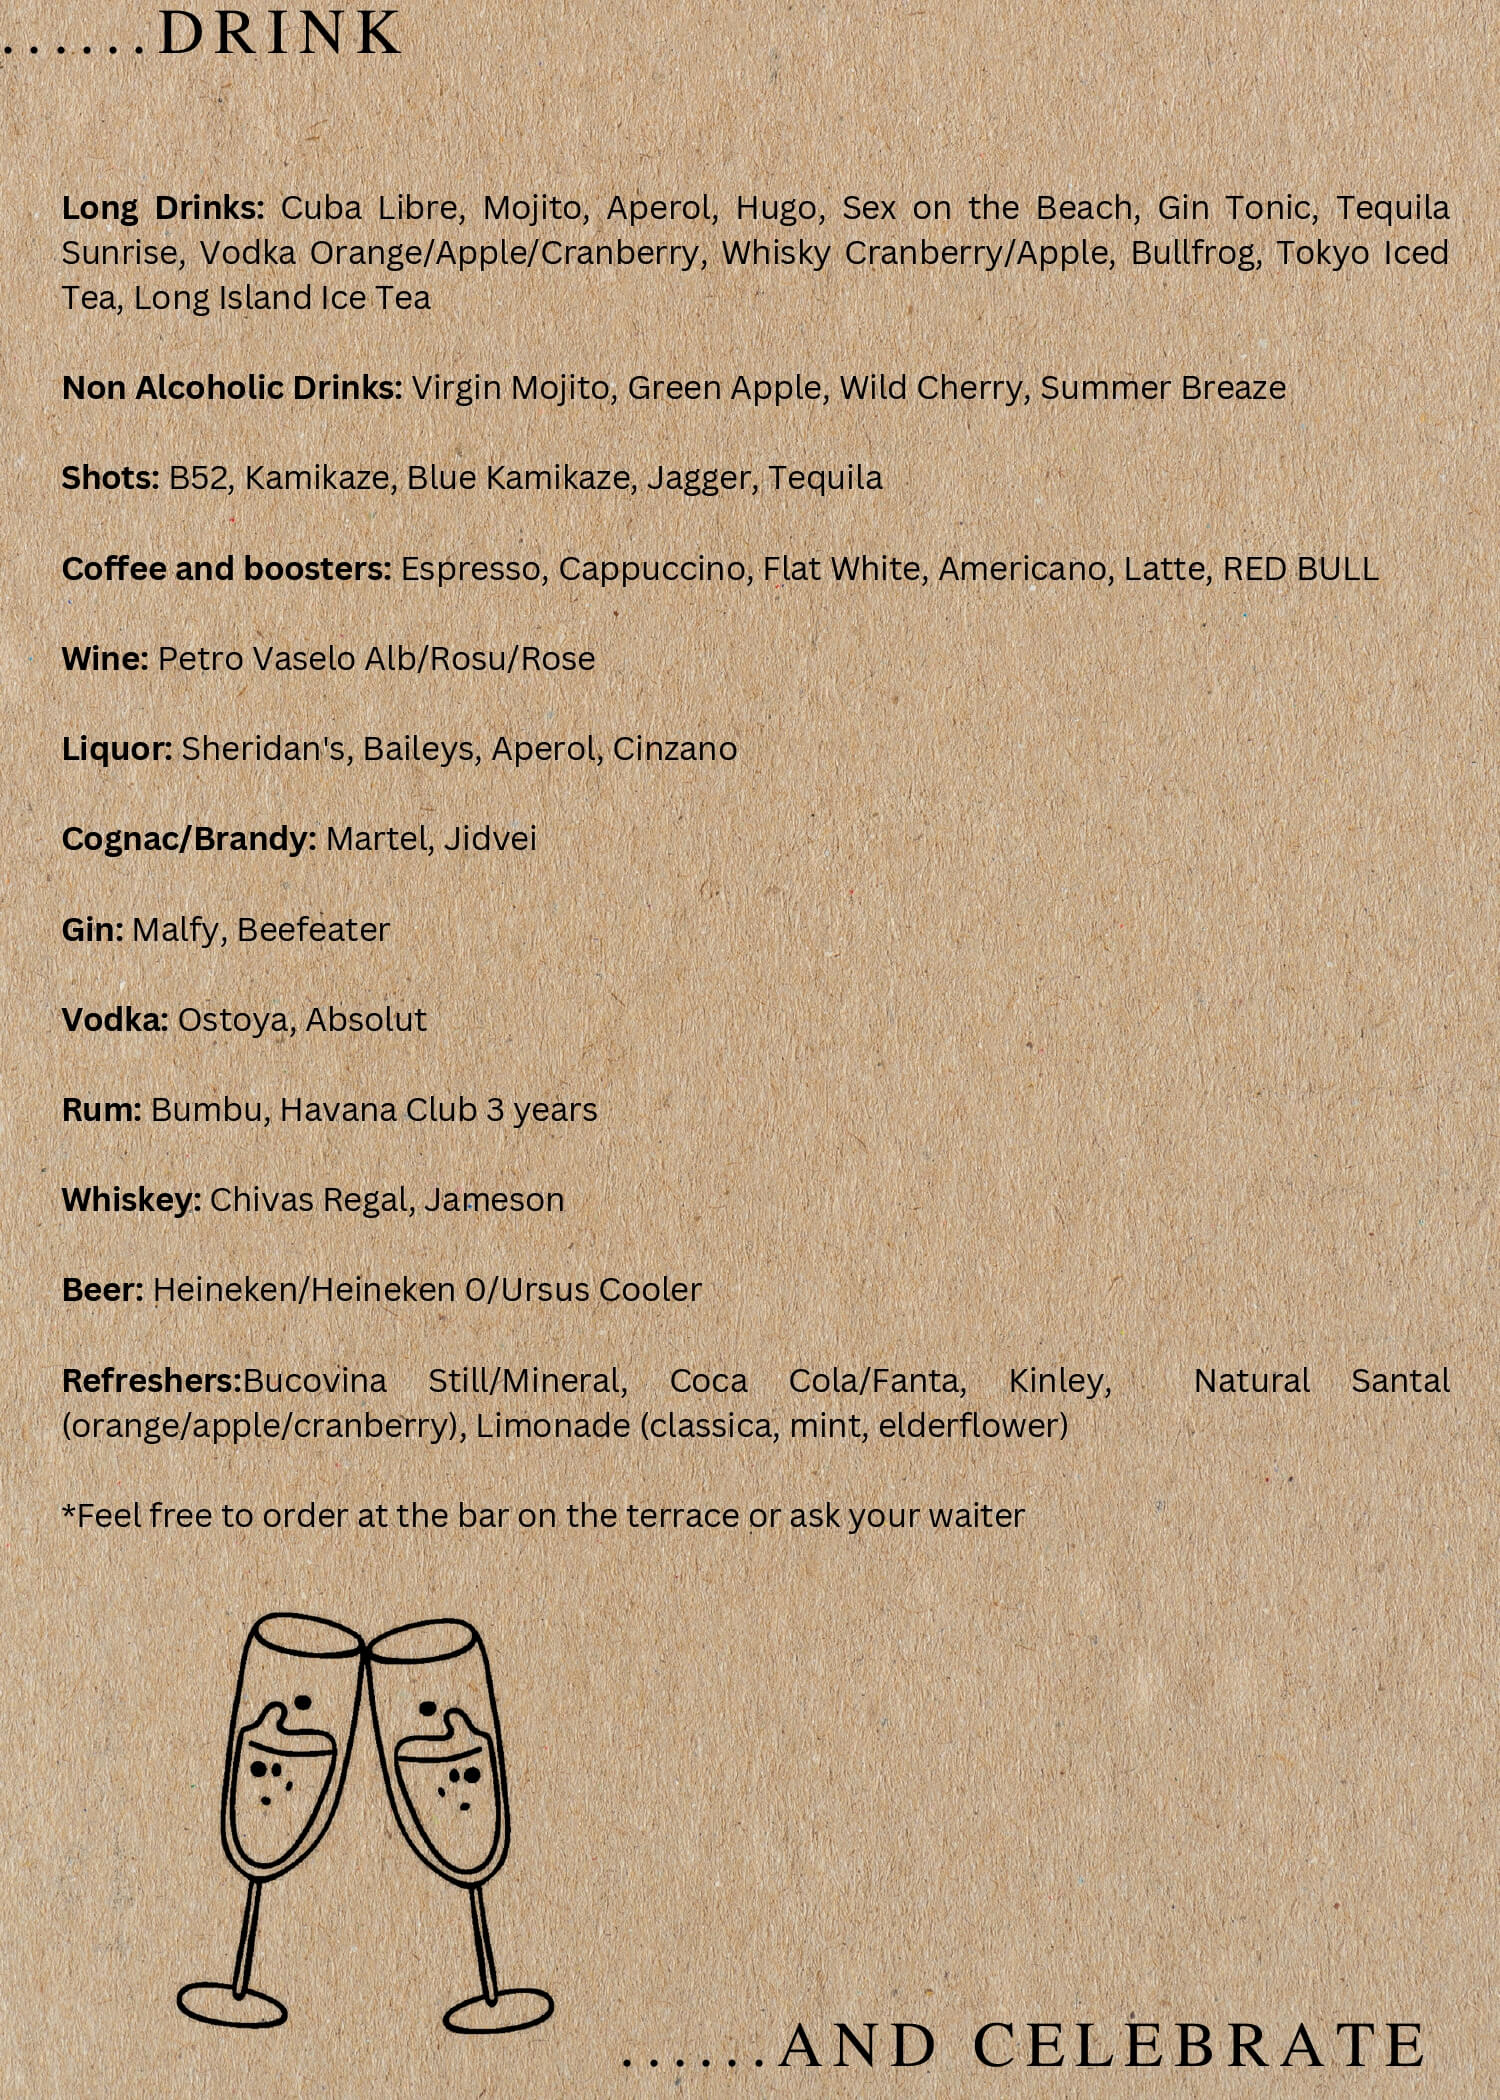 ......DRINK
Long Drinks: Cuba Libre, Mojito, Aperol, Hugo, Sex on the Beach, Gin Tonic, Tequila
Sunrise, Vodka Orange/Apple/Cranberry, Whisky Cranberry/Apple, Bullfrog, Tokyo Iced
Tea, Long Island Ice Tea
Non Alcoholic Drinks: Virgin Mojito, Green Apple, Wild Cherry, Summer Breaze
Shots: B52, Kamikaze, Blue Kamikaze, Jagger, Tequila
Coffee and boosters: Espresso, Cappuccino, Flat White, Americano, Latte, RED BULL
Wine: Petro Vaselo Alb/Rosu/Rose
Liquor: Sheridan's, Baileys, Aperol, Cinzano
Cognac/Brandy: Martel, Jidvei
Gin: Malfy, Beefeater
Vodka: Ostoya, Absolut
Rum: Bumbu, Havana Club 3 years
Whiskey: Chivas Regal, Jameson
Beer: Heineken/Heineken 0/Ursus Cooler
Refreshers:Bucovina Still/Mineral, Coca Cola/Fanta, Kinley, Natural Santal
(orange/apple/cranberry), Limonade (classica, mint, elderflower)
*Feel free to order at the bar on the terrace or ask your waiter
......AND CELEBRATE